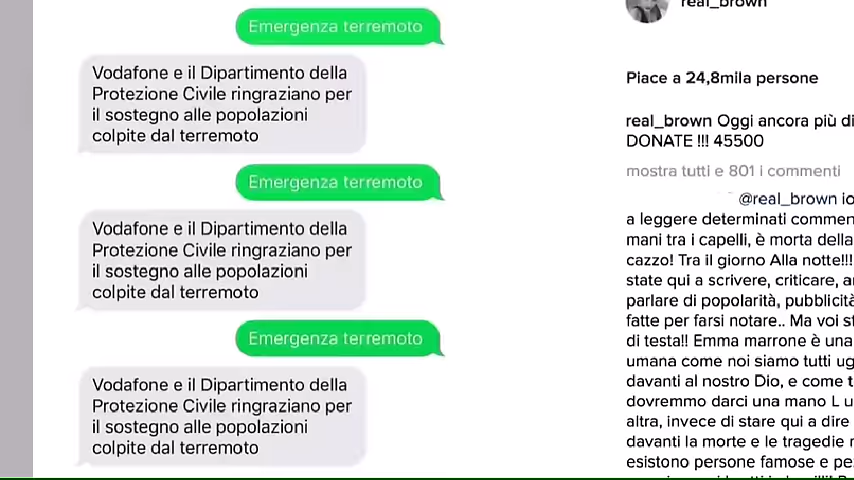 Emergenza terremoto
Vodafone e il Dipartimento della
Protezione Civile ringraziano per
il sostegno alle popolazioni
colpite dal terremoto
Emergenza terremoto
Vodafone e il Dipartimento della
Protezione Civile ringraziano per
il sostegno alle popolazioni
colpite dal terremoto
Emergenza terremoto
Vodafone e il Dipartimento della
Protezione Civile ringraziano per
il sostegno alle popolazioni
colpite dal terremoto
real_brown
Piace a 24,8mila persone
real_brown Oggi ancora più di
DONATE !!! 45500
mostra tutti e 801 i commenti
@real_brown io
a leggere determinati commen
mani tra i capelli, è morta della
cazzo! Tra il giorno Alla notte!!!
state qui a scrivere, criticare, a
parlare di popolarità, pubblicità
fatte per farsi notare.. Ma voi st
di testa!! Emma marrone è una
umana come noi siamo tutti ug
davanti al nostro Dio, e come t
dovremmo darci una mano L u
altra, invece di stare qui a dire
davanti la morte e le tragedie
esistono persone famose e pe